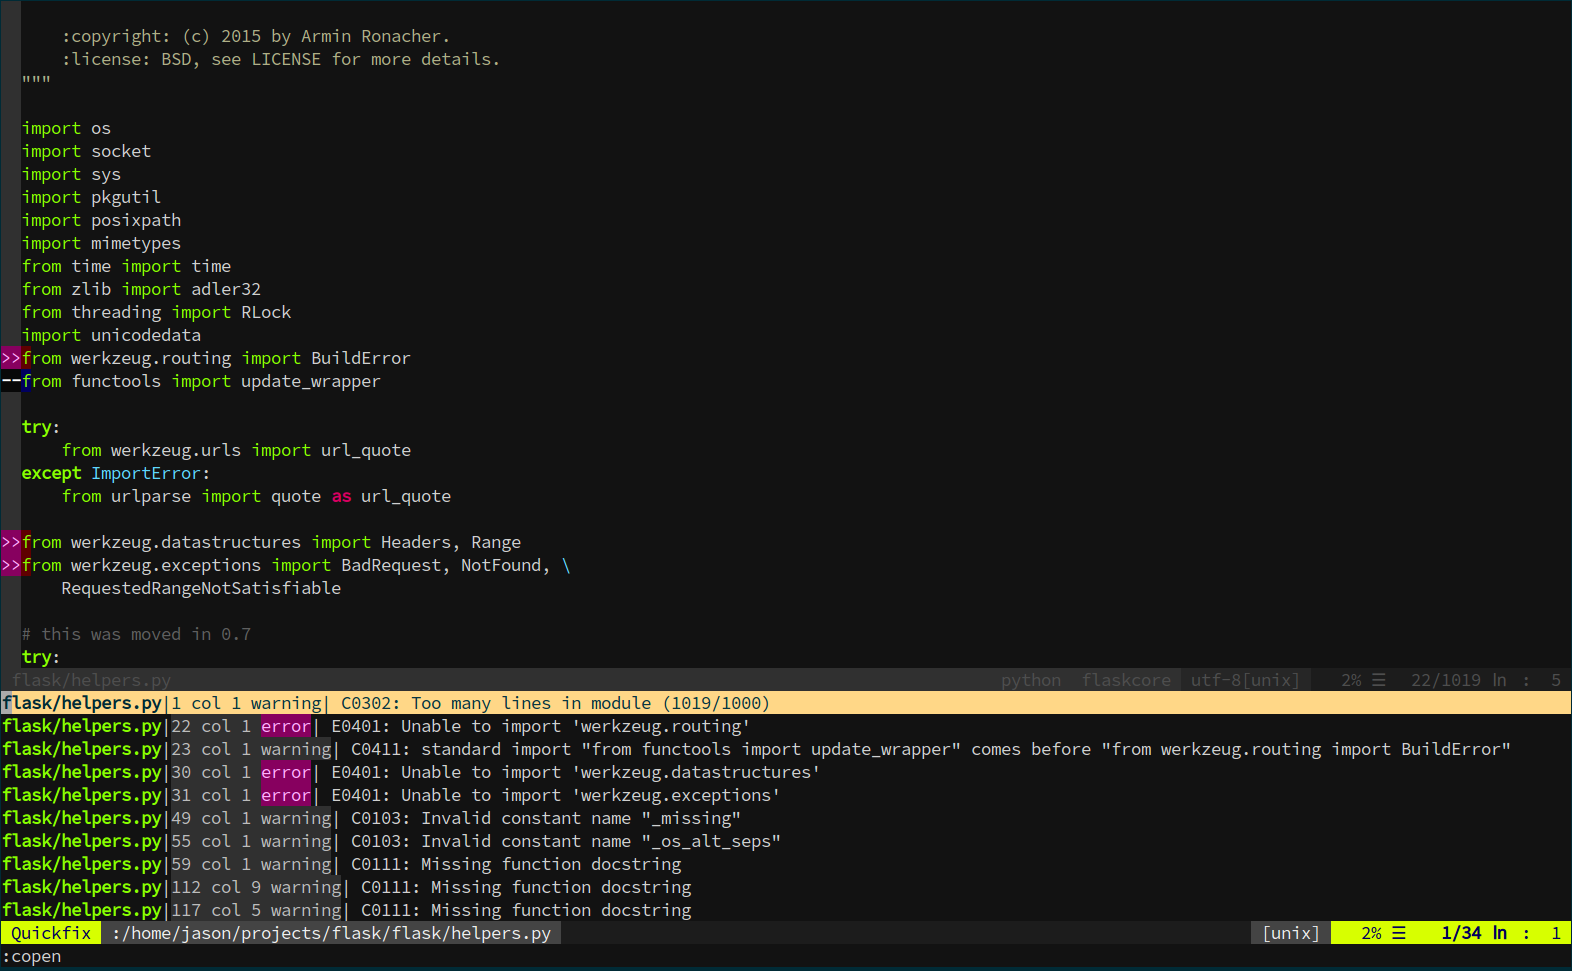 :copyright: (c) 2015 by Armin Ronacher.
    :license: BSD, see LICENSE for more details.
"""

import os
import socket
import sys
import pkgutil
import posixpath
import mimetypes
from time import time
from zlib import adler32
from threading import RLock
import unicodedata
>>from werkzeug.routing import BuildError
--from functools import update_wrapper

try:
    from werkzeug.urls import url_quote
except ImportError:
    from urlparse import quote as url_quote

>>from werkzeug.datastructures import Headers, Range
>>from werkzeug.exceptions import BadRequest, NotFound, \
    RequestedRangeNotSatisfiable

# this was moved in 0.7
try:
flask/helpers.py python flaskcore utf-8[unix] 2% ☰ 22/1019 ln : 5
flask/helpers.py|1 col 1 warning| C0302: Too many lines in module (1019/1000)
flask/helpers.py|22 col 1 error| E0401: Unable to import 'werkzeug.routing'
flask/helpers.py|23 col 1 warning| C0411: standard import "from functools import update_wrapper" comes before "from werkzeug.routing import BuildError"
flask/helpers.py|30 col 1 error| E0401: Unable to import 'werkzeug.datastructures'
flask/helpers.py|31 col 1 error| E0401: Unable to import 'werkzeug.exceptions'
flask/helpers.py|49 col 1 warning| C0103: Invalid constant name "_missing"
flask/helpers.py|55 col 1 warning| C0103: Invalid constant name "_os_alt_seps"
flask/helpers.py|59 col 1 warning| C0111: Missing function docstring
flask/helpers.py|112 col 9 warning| C0111: Missing function docstring
flask/helpers.py|117 col 5 warning| C0111: Missing function docstring
Quickfix :/home/jason/projects/flask/flask/helpers.py [unix] 2% ☰ 1/34 ln : 1
:copen